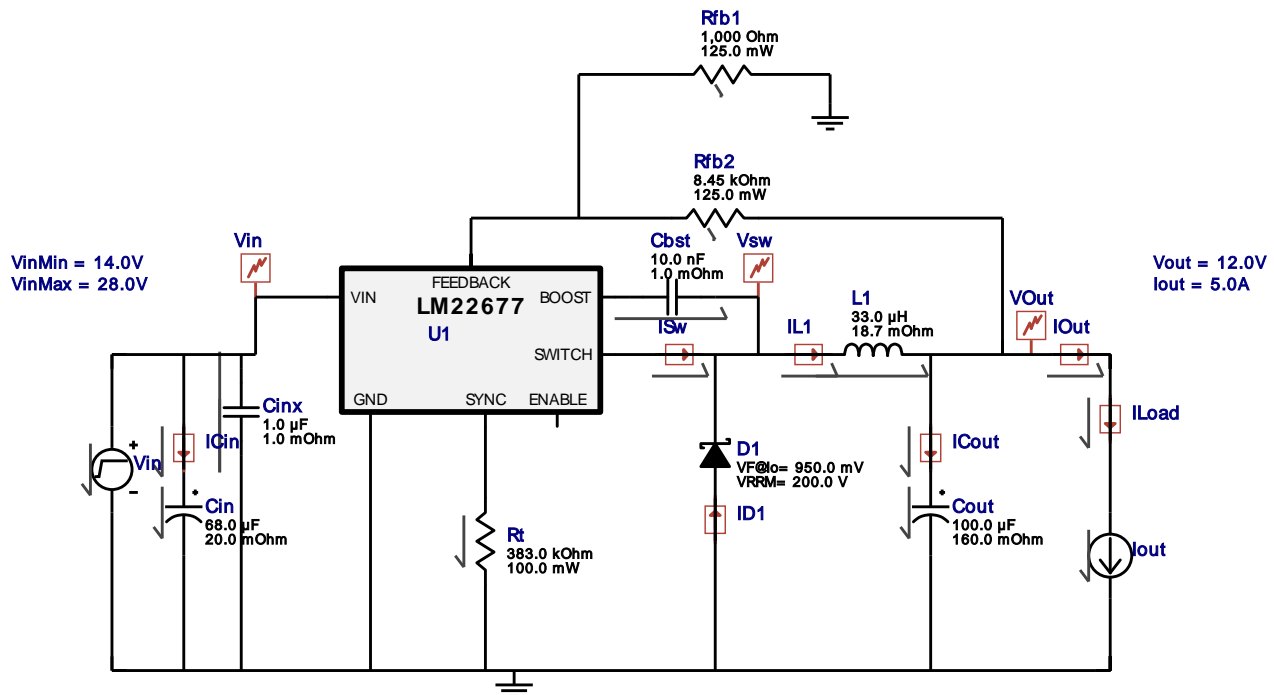 Rfb1
1,000 Ohm
125.0 mW
Rfb2
8.45 kOhm
125.0 mW
Vin
VinMin = 14.0V
VinMax = 28.0V
Cbst
10.0 nF
1.0 mOhm
Vsw
Vout = 12.0V
Iout = 5.0A
FEEDBACK
VIN
LM22677
BOOST
U1
SWITCH
GND
SYNC
ENABLE
ISw
IL1
L1
33.0 µH
18.7 mOhm
VOut
IOut
Cinx
1.0 µF
1.0 mOhm
ICin
Vin
+
−
Cin
68.0 µF
20.0 mOhm
+
Rt
383.0 kOhm
100.0 mW
D1
VF@Io= 950.0 mV
VRRM= 200.0 V
ID1
ICout
Cout
100.0 µF
160.0 mOhm
+
ILoad
Iout